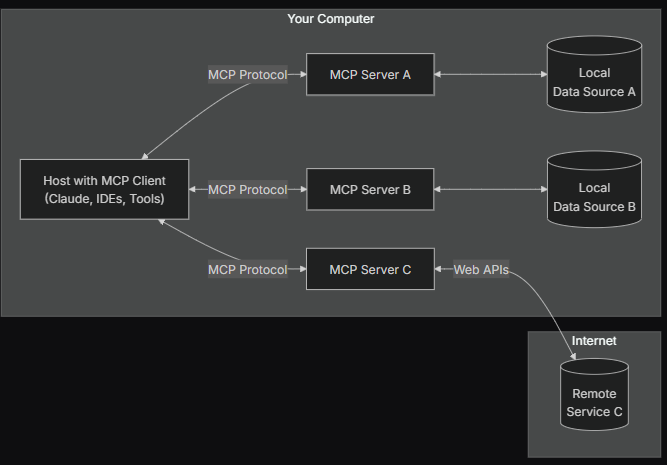 Your Computer
MCP Protocol
MCP Server A
Local
Data Source A
Host with MCP Client
(Claude, IDEs, Tools)
MCP Protocol
MCP Server B
Local
Data Source B
MCP Protocol
MCP Server C
Web APIs
Internet
Remote
Service C